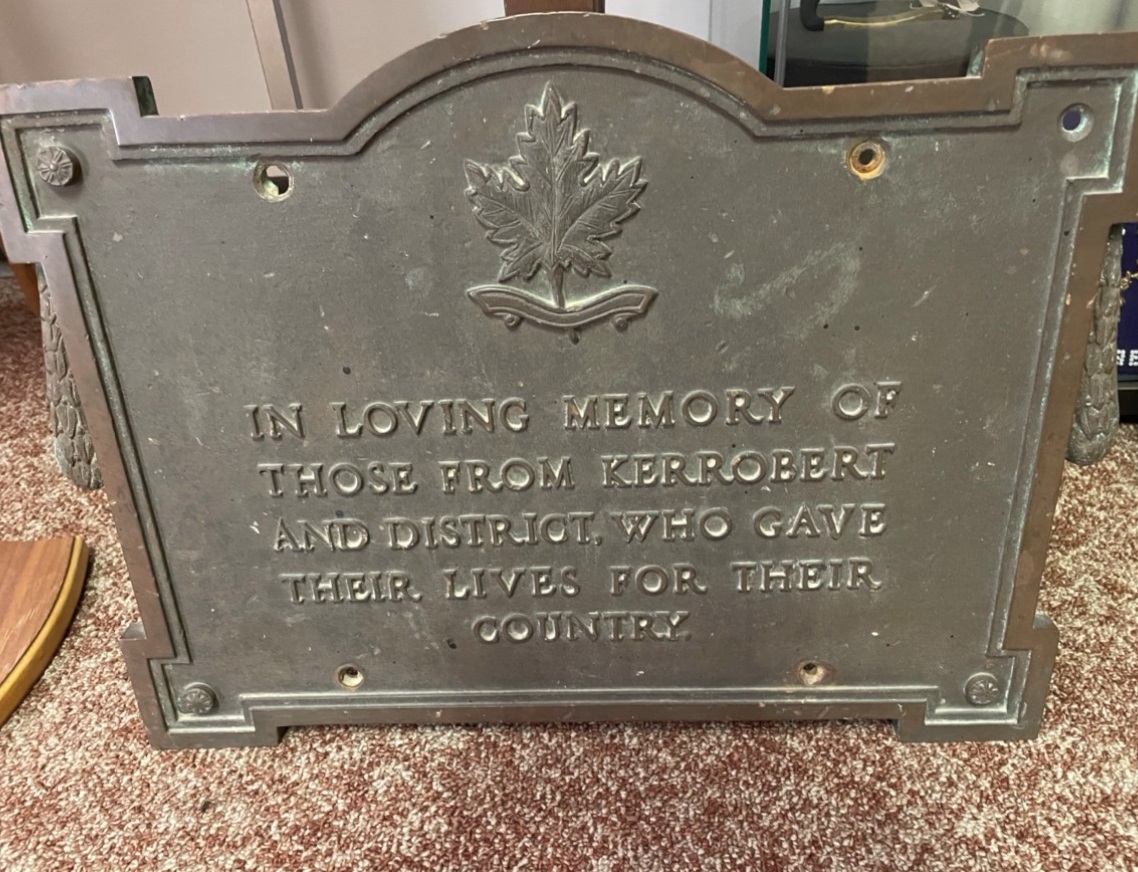 IN LOVING MEMORY OF
THOSE FROM KERROBERT
AND DISTRICT, WHO GAVE
THEIR LIVES FOR THEIR
COUNTRY.